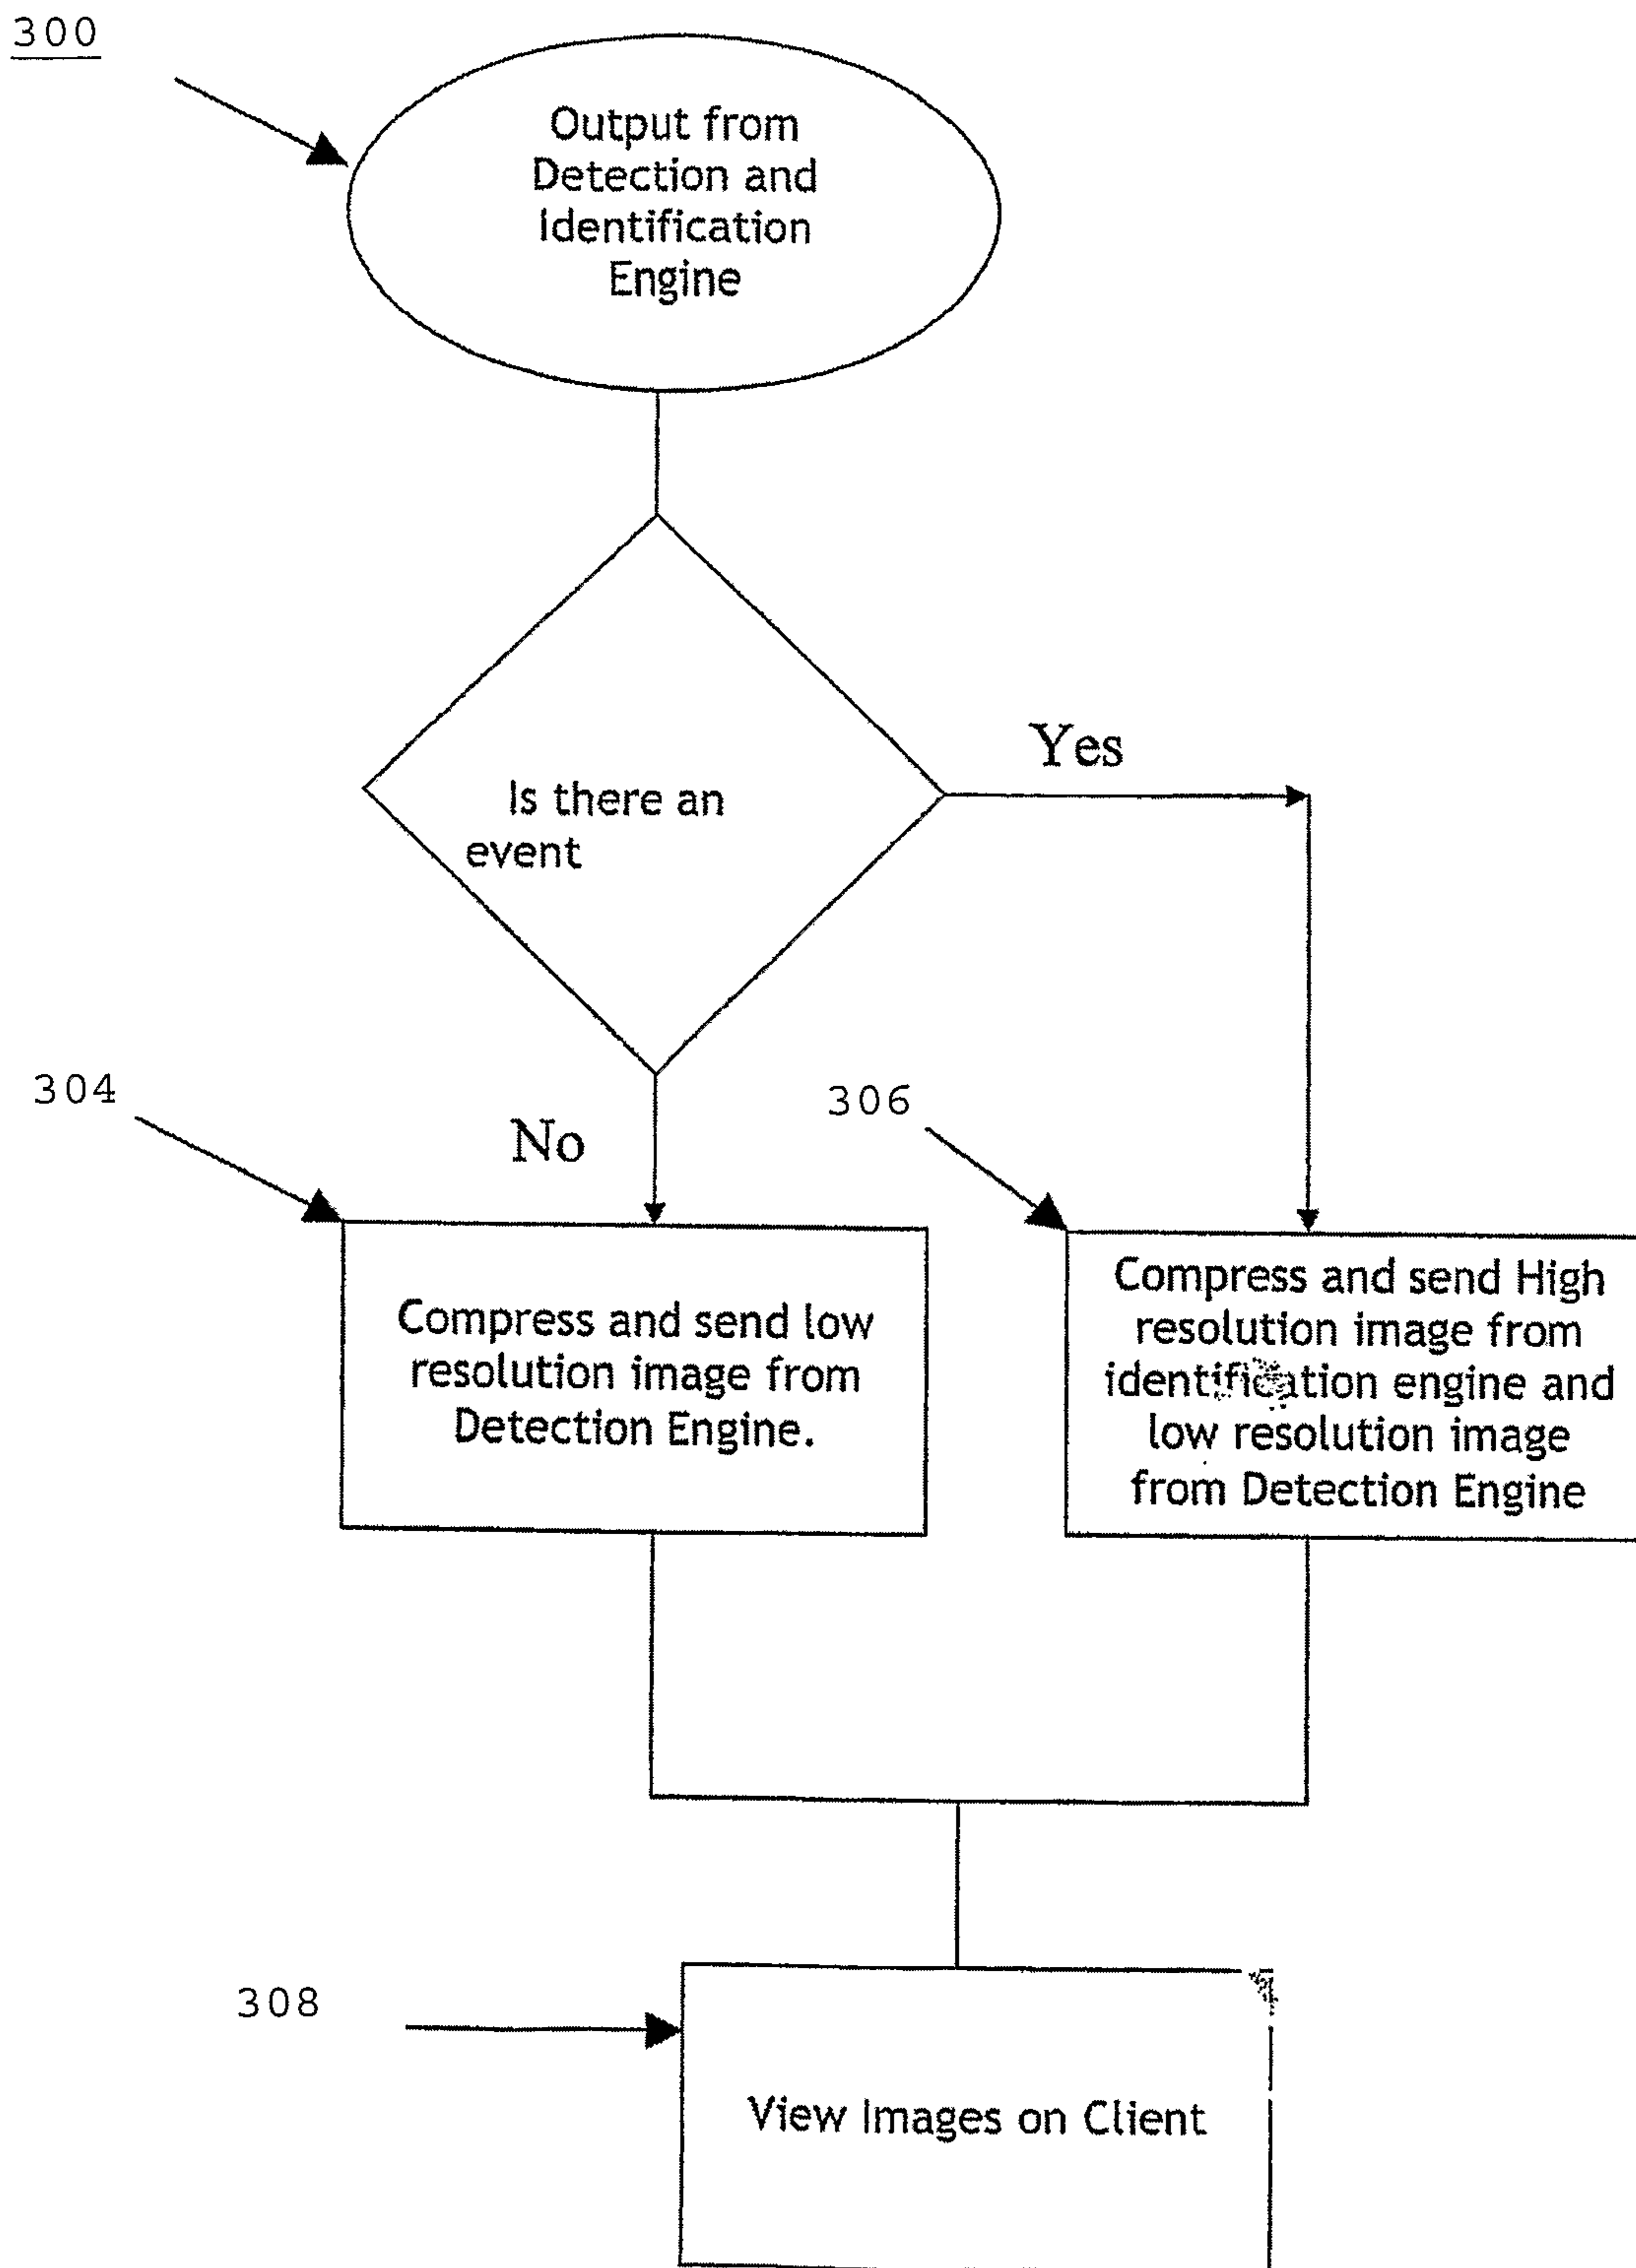 300
Output from
Detection and
Identification
Engine
Is there an
event
Yes
No
304
306
Compress and send low
resolution image from
Detection Engine.
Compress and send High
resolution image from
identification engine and
low resolution image
from Detection Engine
308
View Images on Client